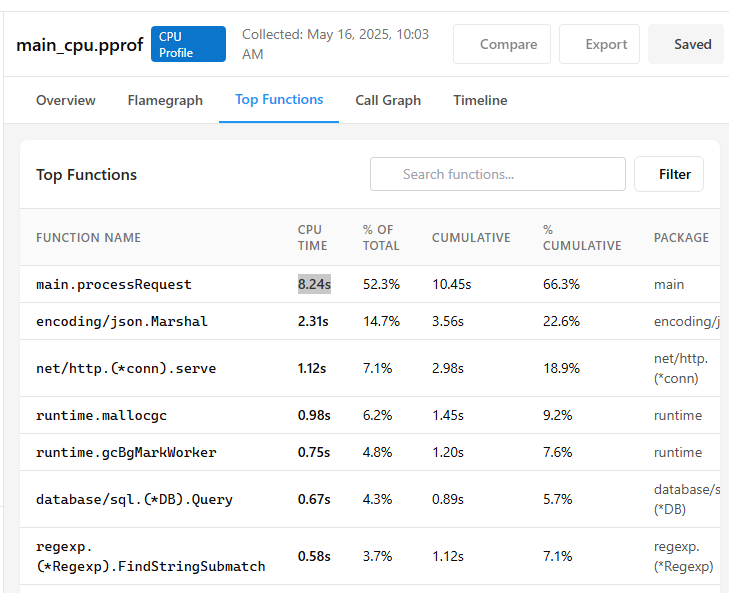 main_cpu.pprof
CPU
Profile
Collected: May 16, 2025, 10:03
AM
Compare
Export
Saved
Overview
Flamegraph
Top Functions
Call Graph
Timeline
Top Functions
Search functions...
Filter
FUNCTION NAME
CPU
TIME
% OF
TOTAL
CUMULATIVE
%
CUMULATIVE
PACKAGE
main.processRequest 8.24s 52.3% 10.45s 66.3% main
encoding/json.Marshal 2.31s 14.7% 3.56s 22.6% encoding/j
net/http.(*conn).serve 1.12s 7.1% 2.98s 18.9% net/http.
(*conn)
runtime.mallocgc 0.98s 6.2% 1.45s 9.2% runtime
runtime.gcBgMarkWorker 0.75s 4.8% 1.20s 7.6% runtime
database/sql.(*DB).Query 0.67s 4.3% 0.89s 5.7% database/s
(*DB)
regexp.
(*Regexp).FindStringSubmatch 0.58s 3.7% 1.12s 7.1% regexp.
(*Regexp)